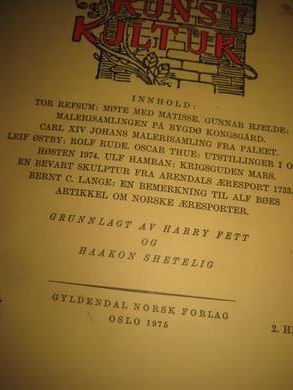 KUNST
KULTUR
INNHOLD:
TOR REFSUM: MØTE MED MATISSE. GUNNAR HJELDE:
MALERISAMLINGEN PÅ BYGDØ KONGSGÅRD.
CARL XIV JOHANS MALERISAMLING FRA PALEET.
LEIF ØSTBY: ROLF RUDE. OSCAR THUE: UTSTILLINGER I O
HØSTEN 1974. ULF HAMRAN: KRIGSGUDEN MARS.
EN BEVART SKULPTUR FRA ARENDALS ÆRESPORT 1733.
BERNT C. LANGE: EN BEMERKNING TIL ALF BØES
ARTIKKEL OM NORSKE ÆRESPORTER.
GRUNNLAGT AV HARRY FETT
OG
HAAKON SHETELIG
GYLDENDAL NORSK FORLAG
OSLO 1975
2. H